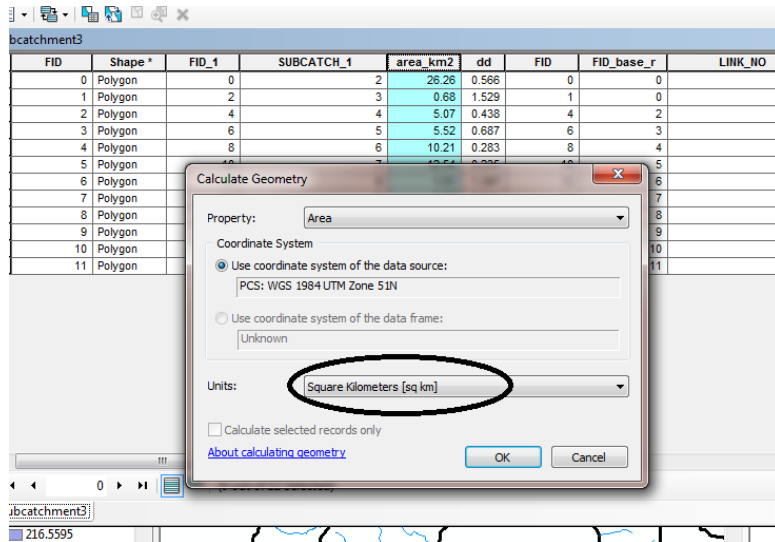 bcatchment3
FID Shape * FID_1 SUBCATCH_1 area_km2 dd FID FID_base_r LINK_NO
0 Polygon 0 2 26.26 0.566 0 0
1 Polygon 2 3 0.68 1.529 1 0
2 Polygon 4 4 5.07 0.438 4 2
3 Polygon 6 5 5.52 0.687 6 3
4 Polygon 8 6 10.21 0.283 8 4
5 Polygon 5
6 Polygon 6
7 Polygon 7
8 Polygon 8
9 Polygon 9
10 Polygon 10
11 Polygon 11
Calculate Geometry
Property: Area
Coordinate System
Use coordinate system of the data source:
PCS: WGS 1984 UTM Zone 51N
Use coordinate system of the data frame:
Unknown
Units: Square Kilometers [sq km]
Calculate selected records only
About calculating geometry OK Cancel
0
ubcatchment3
216.5595